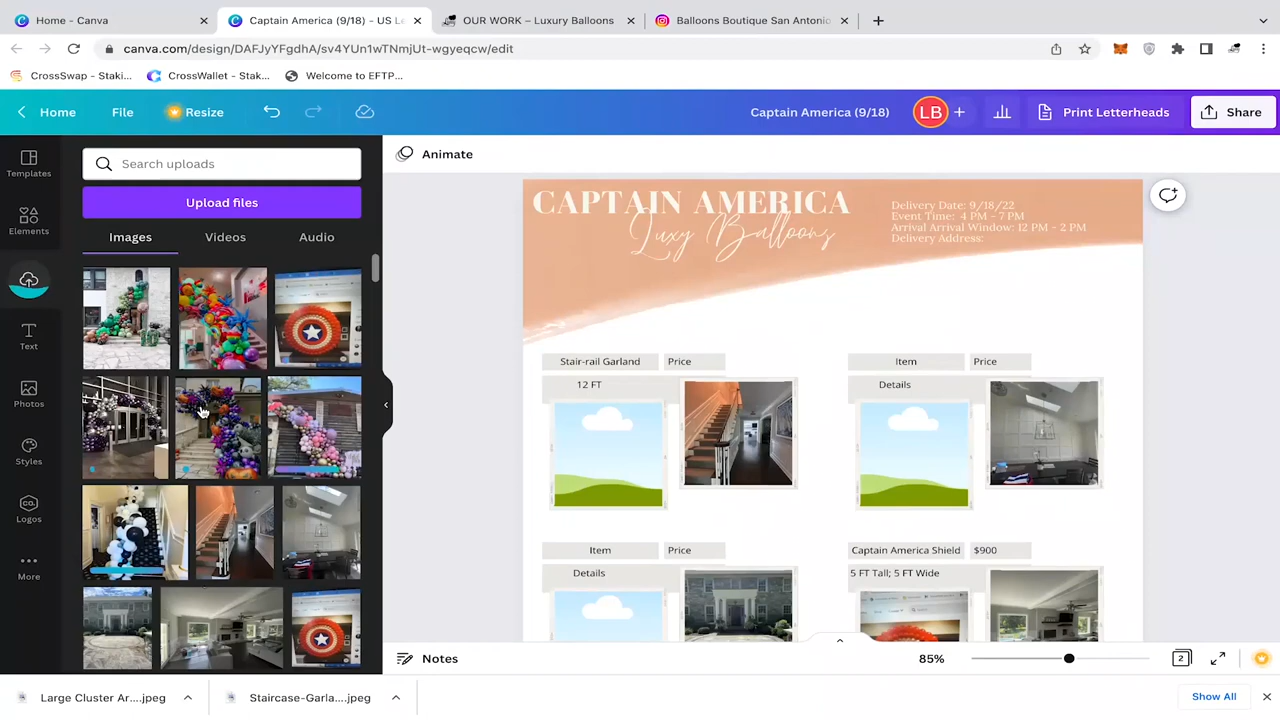 Home - Canva
Captain America (9/18) - US Le
OUR WORK – Luxury Balloons
Balloons Boutique San Antonio
canva.com/design/DAFJyYFgdhA/sv4YUn1wTNmjUt-wgyeqcw/edit
CrossSwap - Staki...
CrossWallet - Stak...
Welcome to EFTP...
Home
File
Resize
Captain America (9/18)
LB
Print Letterheads
Share
Templates
Elements
Text
Photos
Styles
co.
Logos
More
Search uploads
Upload files
Images
Videos
Audio
Animate
CAPTAIN AMERICA
Luxy Balloons
Delivery Date: 9/18/22
Event Time: 4 PM - 7 PM
Arrival Arrival Window: 12 PM - 2 PM
Delivery Address:
Stair-rail Garland
Price
12 FT
Item
Price
Details
Item
Price
Details
Captain America Shield
$900
5 FT Tall; 5 FT Wide
Notes
85%
2
Large Cluster Ar....jpeg
Staircase-Garla....jpeg
Show All